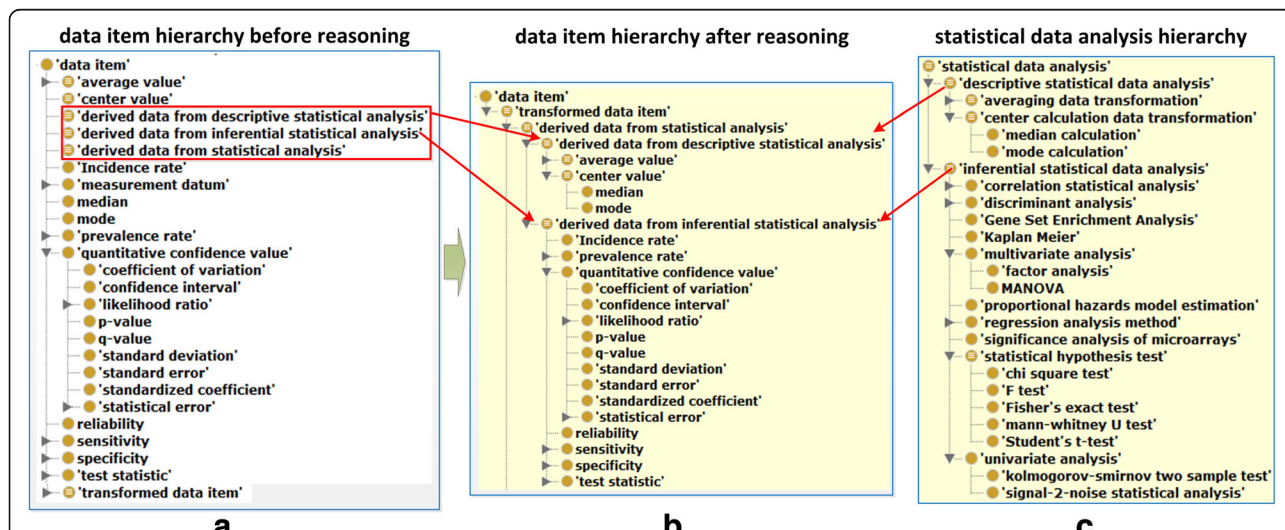 data item hierarchy before reasoning
'data item'
'average value'
'center value'
'derived data from descriptive statistical analysis'
'derived data from inferential statistical analysis'
'derived data from statistical analysis'
'Incidence rate'
'measurement datum'
median
mode
'prevalence rate'
'quantitative confidence value'
'coefficient of variation'
'confidence interval'
'likelihood ratio'
p-value
q-value
'standard deviation'
'standard error'
'standardized coefficient'
'statistical error'
reliability
sensitivity
specificity
'test statistic'
'transformed data item'
a
data item hierarchy after reasoning
'data item'
'transformed data item'
'derived data from statistical analysis'
'derived data from descriptive statistical analysis'
'average value'
'center value'
median
mode
'derived data from inferential statistical analysis'
'Incidence rate'
'prevalence rate'
'quantitative confidence value'
'coefficient of variation'
'confidence interval'
'likelihood ratio'
p-value
q-value
'standard deviation'
'standard error'
'standardized coefficient'
'statistical error'
reliability
sensitivity
specificity
'test statistic'
b
statistical data analysis hierarchy
'statistical data analysis'
'descriptive statistical data analysis'
'averaging data transformation'
'center calculation data transformation'
'median calculation'
'mode calculation'
'inferential statistical data analysis'
'correlation statistical analysis'
'discriminant analysis'
'Gene Set Enrichment Analysis'
'Kaplan Meier'
'multivariate analysis'
'factor analysis'
MANOVA
'proportional hazards model estimation'
'regression analysis method'
'significance analysis of microarrays'
'statistical hypothesis test'
'chi square test'
'F test'
'Fisher's exact test'
'mann-whitney U test'
'Student's t-test'
'univariate analysis'
'kolmogorov-smirnov two sample test'
'signal-2-noise statistical analysis'
c